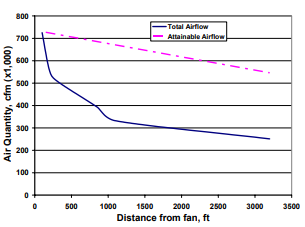 800
700
600
500
400
300
200
100
0
Air Quantity, cfm (x1,000)
Total Airflow
Attainable Airflow
0 500 1000 1500 2000 2500 3000 3500
Distance from fan, ft